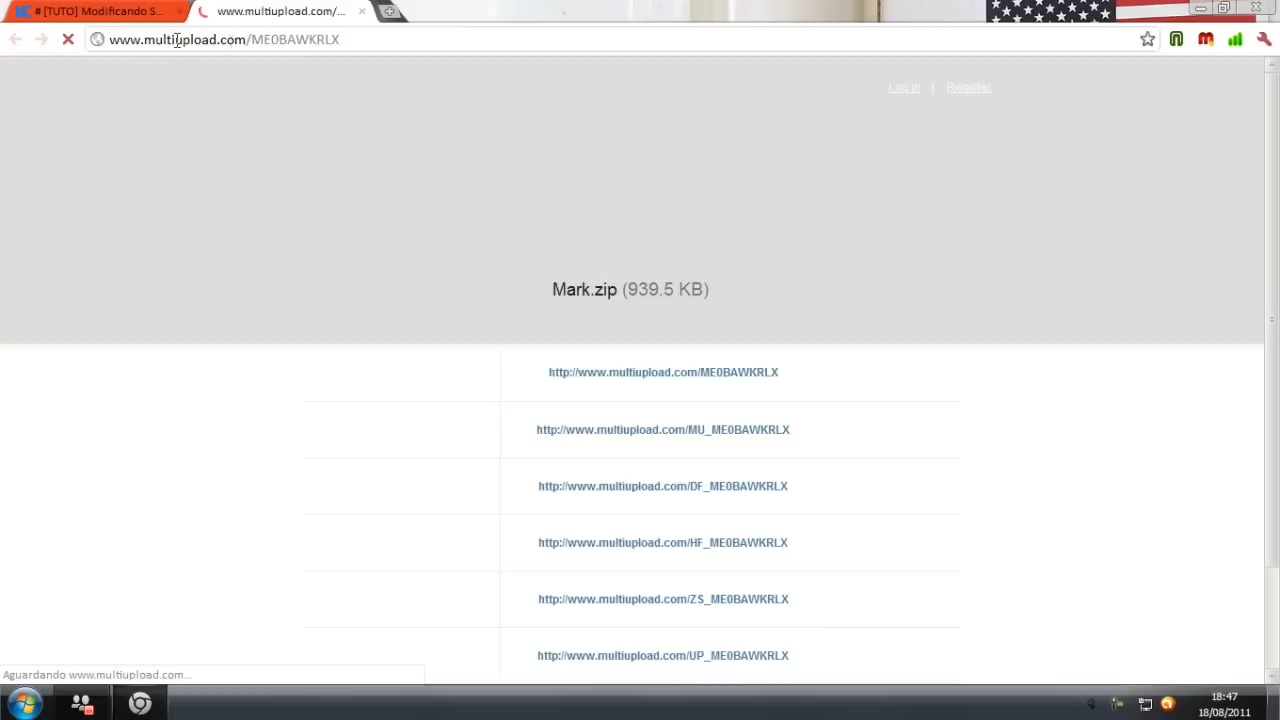 # [TUTO] Modificando S...
www.multiupload.com/...
www.multiupload.com/ME0BAWKRLX
Log in | Register
Mark.zip (939.5 KB)
http://www.multiupload.com/ME0BAWKRLX
http://www.multiupload.com/MU_ME0BAWKRLX
http://www.multiupload.com/DF_ME0BAWKRLX
http://www.multiupload.com/HF_ME0BAWKRLX
http://www.multiupload.com/ZS_ME0BAWKRLX
http://www.multiupload.com/UP_ME0BAWKRLX
Aguardando www.multiupload.com...
18:47
18/08/2011